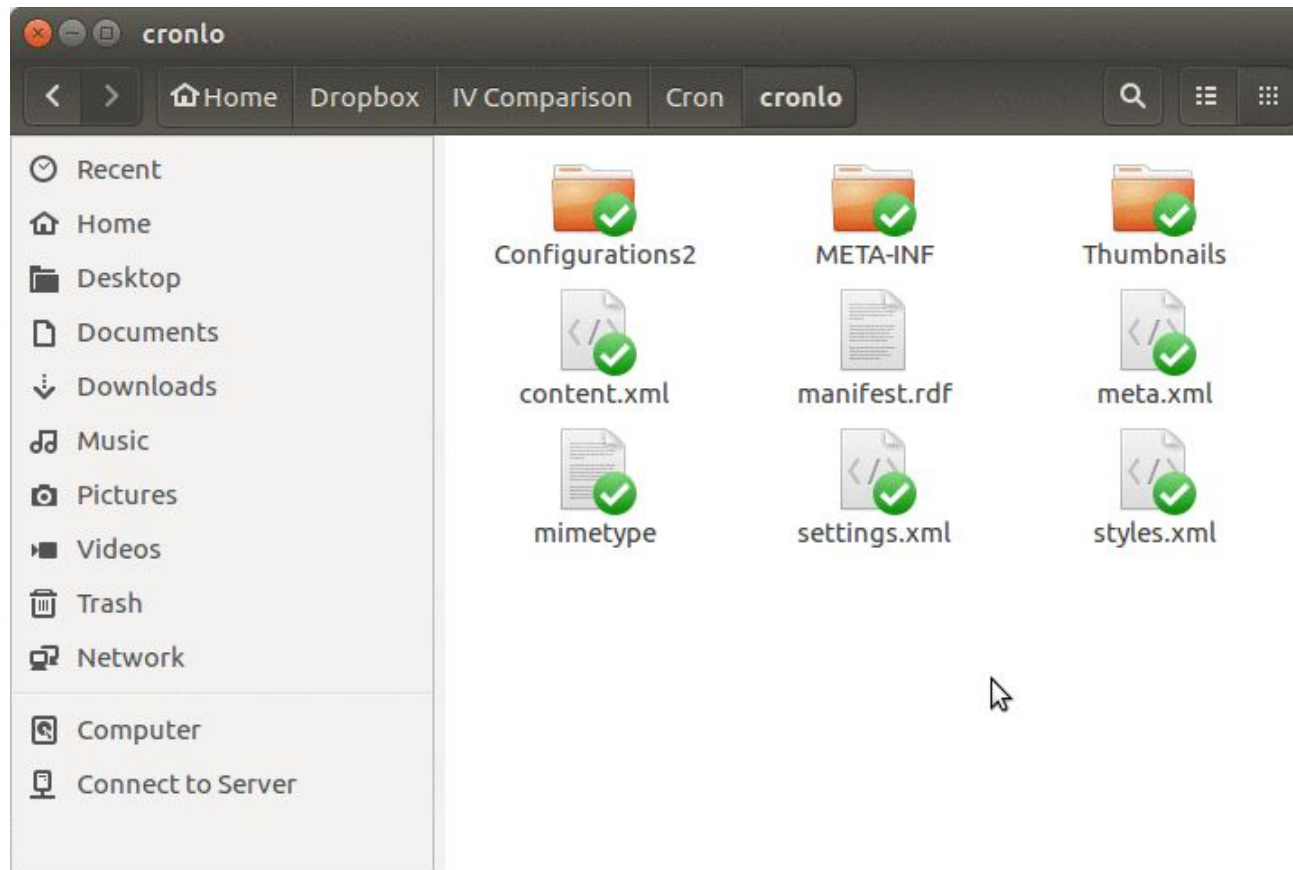 cronlo
Home Dropbox IV Comparison Cron cronlo
Recent
Home
Desktop
Documents
Downloads
Music
Pictures
Videos
Trash
Network
Computer
Connect to Server
Configurations2 META-INF Thumbnails
content.xml manifest.rdf meta.xml
mimetype settings.xml styles.xml